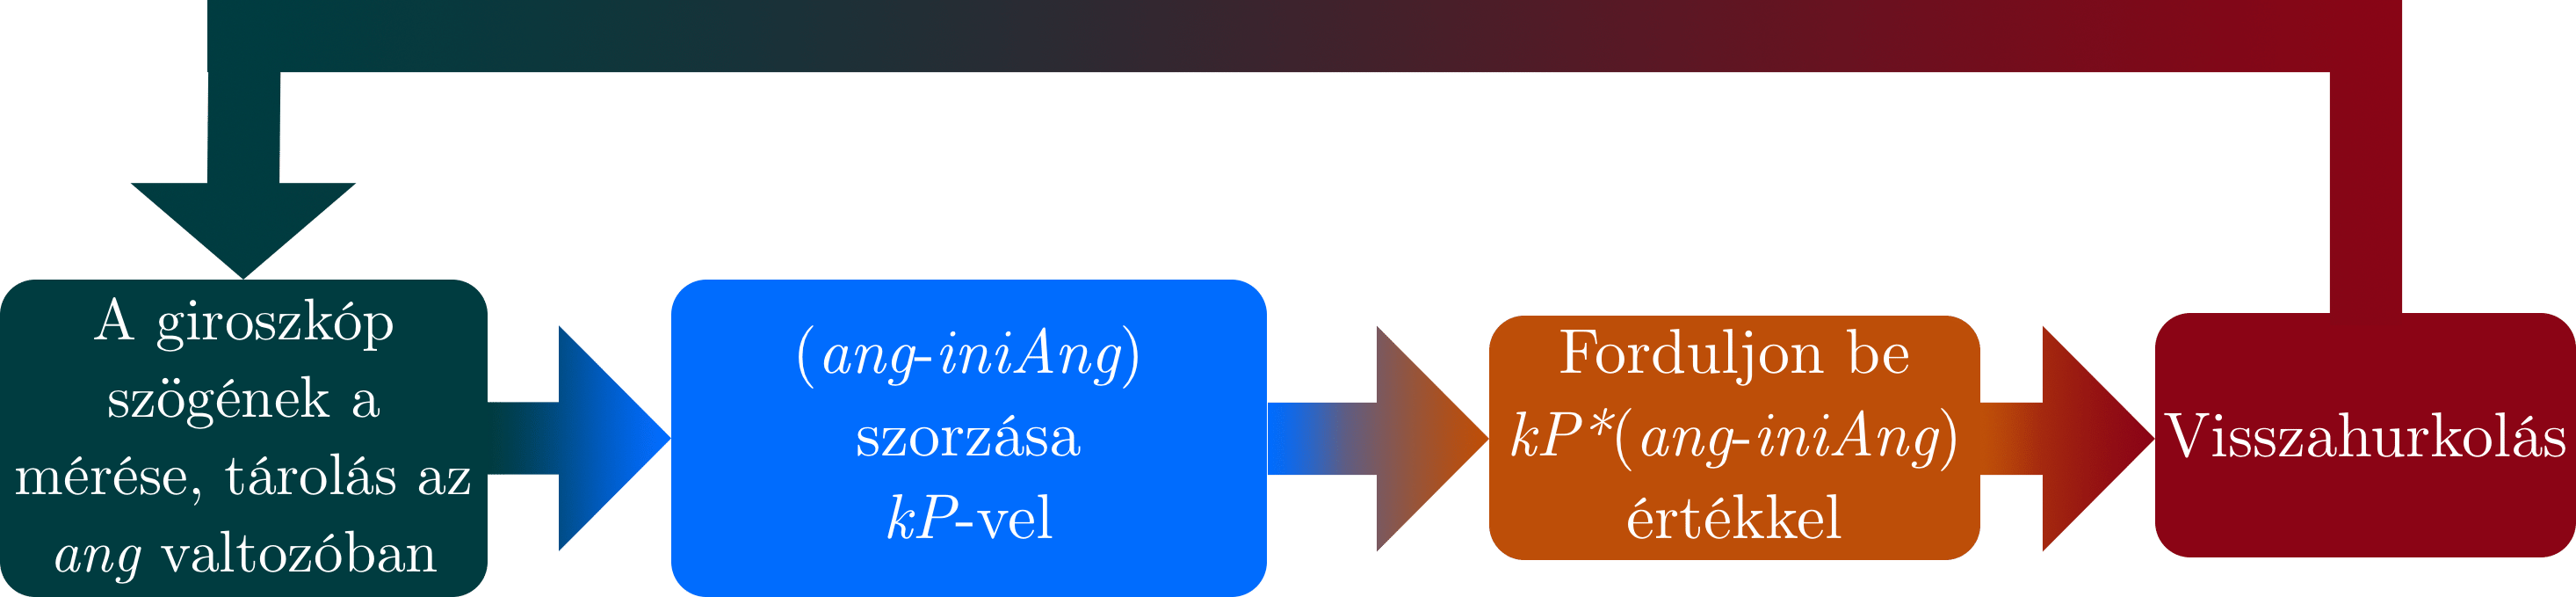 A giroszkóp
szögének a
mérése, tárolás az
ang valtozóban
(ang-iniAng)
szorzása
kP-vel
Forduljon be
kP*(ang-iniAng)
értékkel
Visszahurkolás